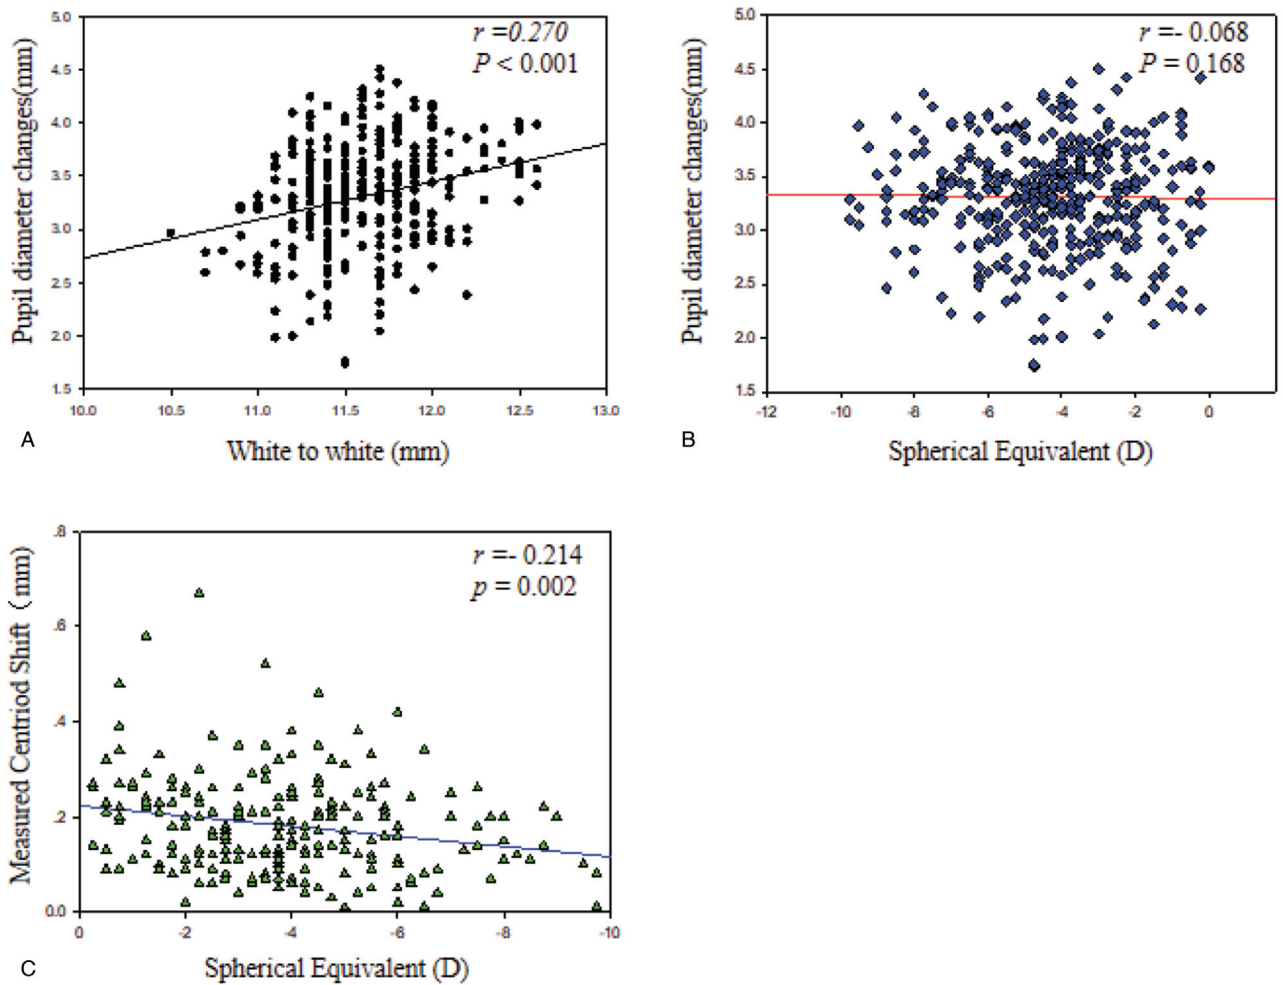 5.0
4.5
4.0
3.5
3.0
2.5
2.0
1.5
Pupil diameter changes(mm)
r =0.270
P < 0.001
10.0 10.5 11.0 11.5 12.0 12.5 13.0
White to white (mm)
A
5.0
4.5
4.0
3.5
3.0
2.5
2.0
1.5
Pupil diameter changes(mm)
r =- 0.068
P = 0.168
-12 -10 -8 -6 -4 -2 0
Spherical Equivalent (D)
B
.8
.6
.4
.2
0.0
Measured Centriod Shift (mm)
r =- 0.214
p = 0.002
0 -2 -4 -6 -8 -10
Spherical Equivalent (D)
C